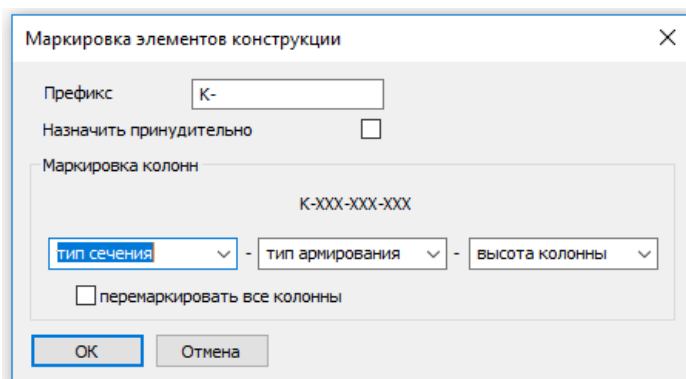 Маркировка элементов конструкции
Префикс К-
Назначить принудительно
Маркировка колонн
К-XXX-XXX-XXX
тип сечения - тип армирования - высота колонны
перемаркировать все колонны
ОК Отмена